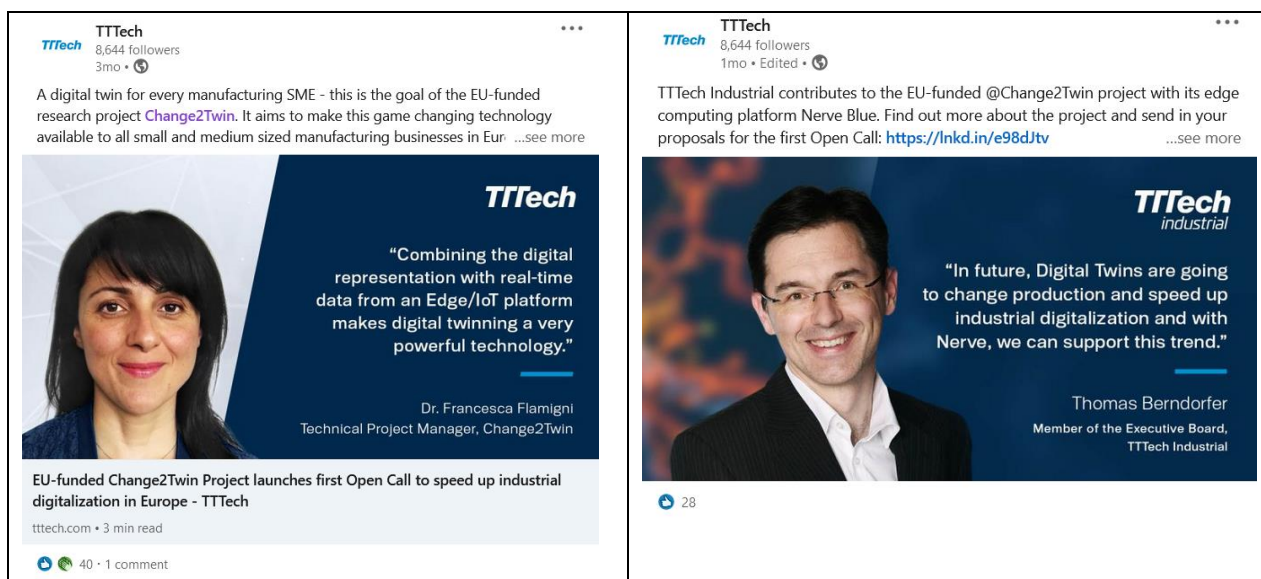 TTTech
TTTech
8,644 followers
3mo •
•••
A digital twin for every manufacturing SME - this is the goal of the EU-funded
research project Change2Twin. It aims to make this game changing technology
available to all small and medium sized manufacturing businesses in Eur ...see more
TTTech
“Combining the digital
representation with real-time
data from an Edge/IoT platform
makes digital twinning a very
powerful technology.”
Dr. Francesca Flamigni
Technical Project Manager, Change2Twin
EU-funded Change2Twin Project launches first Open Call to speed up industrial
digitalization in Europe - TTTech
tttech.com • 3 min read
40 · 1 comment
TTTech
TTTech
8,644 followers
1mo • Edited •
•••
TTTech Industrial contributes to the EU-funded @Change2Twin project with its edge
computing platform Nerve Blue. Find out more about the project and send in your
proposals for the first Open Call: https://lnkd.in/e98dJtv ...see more
TTTech
industrial
“In future, Digital Twins are going
to change production and speed up
industrial digitalization and with
Nerve, we can support this trend.”
Thomas Berndorfer
Member of the Executive Board,
TTTech Industrial
28